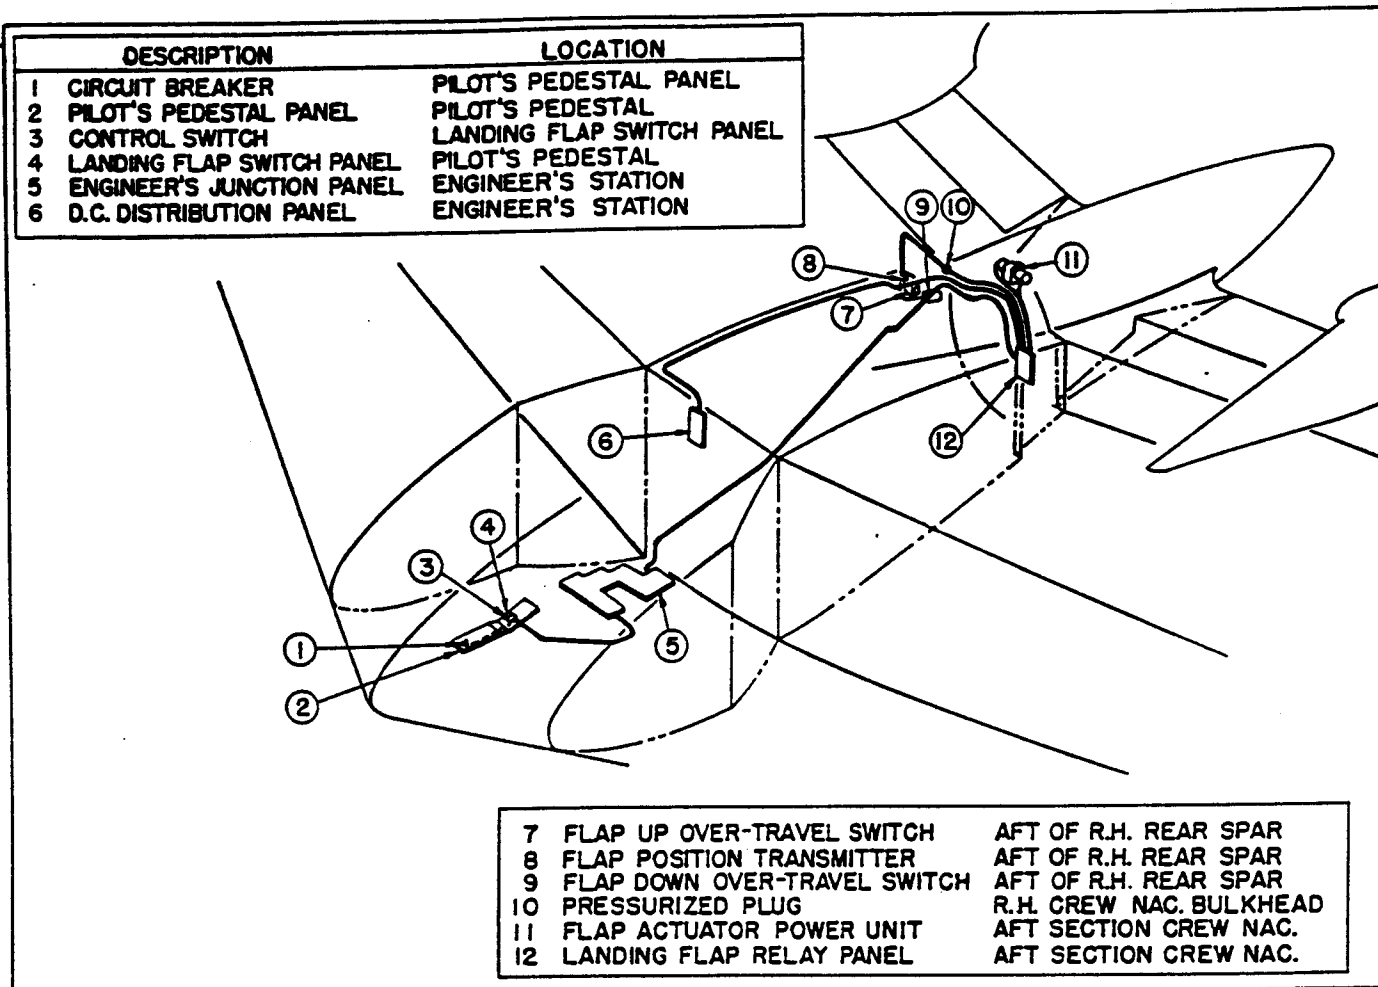 DESCRIPTION LOCATION
1 CIRCUIT BREAKER PILOT'S PEDESTAL PANEL
2 PILOT'S PEDESTAL PANEL PILOT'S PEDESTAL
3 CONTROL SWITCH LANDING FLAP SWITCH PANEL
4 LANDING FLAP SWITCH PANEL PILOT'S PEDESTAL
5 ENGINEER'S JUNCTION PANEL ENGINEER'S STATION
6 D.C. DISTRIBUTION PANEL ENGINEER'S STATION
9 10
8 11
7
6 12
4
3
1 5
2
7 FLAP UP OVER-TRAVEL SWITCH AFT OF R.H. REAR SPAR
8 FLAP POSITION TRANSMITTER AFT OF R.H. REAR SPAR
9 FLAP DOWN OVER-TRAVEL SWITCH AFT OF R.H. REAR SPAR
10 PRESSURIZED PLUG R.H. CREW NAC. BULKHEAD
11 FLAP ACTUATOR POWER UNIT AFT SECTION CREW NAC.
12 LANDING FLAP RELAY PANEL AFT SECTION CREW NAC.